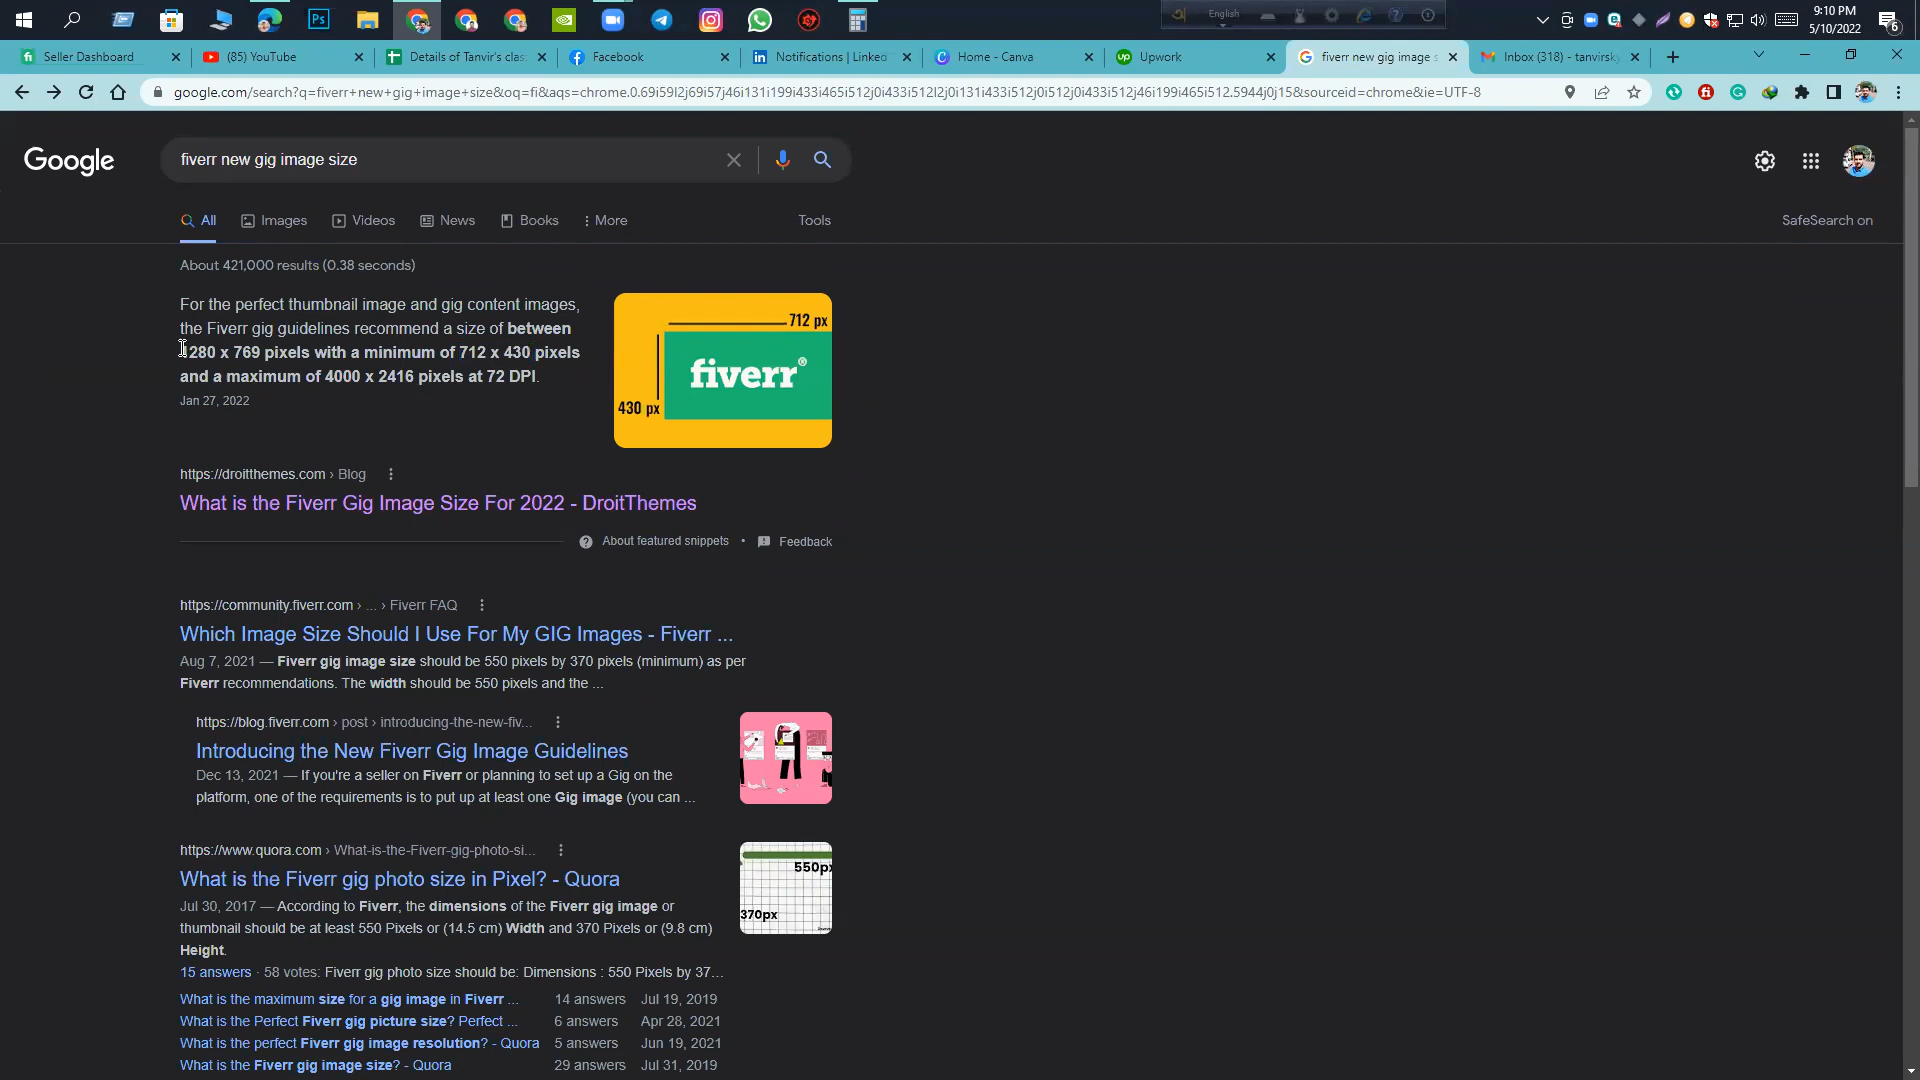 English
9:10 PM
5/10/2022
6
Seller Dashboard
(85) YouTube
Details of Tanvir's clas
Facebook
Notifications | Linke
Home - Canva
Upwork
fiverr new gig image s
Inbox (318) - tanvirsky
google.com/search?q=fiverr+new+gig+image+size&oq=fi&aqs=chrome.0.69i59l2j69i57j46i131i199i433i465i512j0i433i512l2j0i131i433i512j0i512j0i433i512j46i199i465i512.5944j0j15&sourceid=chrome&ie=UTF-8
Google
fiverr new gig image size
All
Images
Videos
News
Books
More
Tools
SafeSearch on
About 421,000 results (0.38 seconds)
For the perfect thumbnail image and gig content images,
the Fiverr gig guidelines recommend a size of between
1280 x 769 pixels with a minimum of 712 x 430 pixels
and a maximum of 4000 x 2416 pixels at 72 DPI.
Jan 27, 2022
712 px
fiverr®
430 px
https://droitthemes.com › Blog
What is the Fiverr Gig Image Size For 2022 - DroitThemes
About featured snippets • Feedback
https://community.fiverr.com › ... › Fiverr FAQ
Which Image Size Should I Use For My GIG Images - Fiverr ...
Aug 7, 2021 — Fiverr gig image size should be 550 pixels by 370 pixels (minimum) as per
Fiverr recommendations. The width should be 550 pixels and the ...
https://blog.fiverr.com › post › introducing-the-new-fiv...
Introducing the New Fiverr Gig Image Guidelines
Dec 13, 2021 — If you're a seller on Fiverr or planning to set up a Gig on the
platform, one of the requirements is to put up at least one Gig image (you can ...
https://www.quora.com › What-is-the-Fiverr-gig-photo-si...
What is the Fiverr gig photo size in Pixel? - Quora
Jul 30, 2017 — According to Fiverr, the dimensions of the Fiverr gig image or
thumbnail should be at least 550 Pixels or (14.5 cm) Width and 370 Pixels or (9.8 cm)
Height.
550px
370px
15 answers · 58 votes: Fiverr gig photo size should be: Dimensions : 550 Pixels by 37...
What is the maximum size for a gig image in Fiverr ... 14 answers Jul 19, 2019
What is the Perfect Fiverr gig picture size? Perfect ... 6 answers Apr 28, 2021
What is the perfect Fiverr gig image resolution? - Quora 5 answers Jun 19, 2021
What is the Fiverr gig image size? - Quora 29 answers Jul 31, 2019